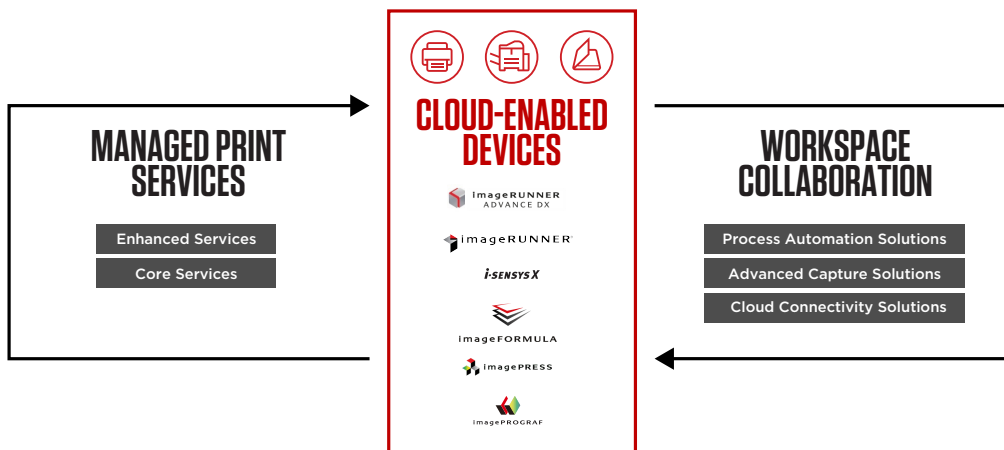 MANAGED PRINT
SERVICES
Enhanced Services
Core Services
CLOUD-ENABLED
DEVICES
imageRUNNER
ADVANCE DX
imageRUNNER®
i-SENSYS X
imageFORMULA
imagePRESS
imagePROGRAF
WORKSPACE
COLLABORATION
Process Automation Solutions
Advanced Capture Solutions
Cloud Connectivity Solutions